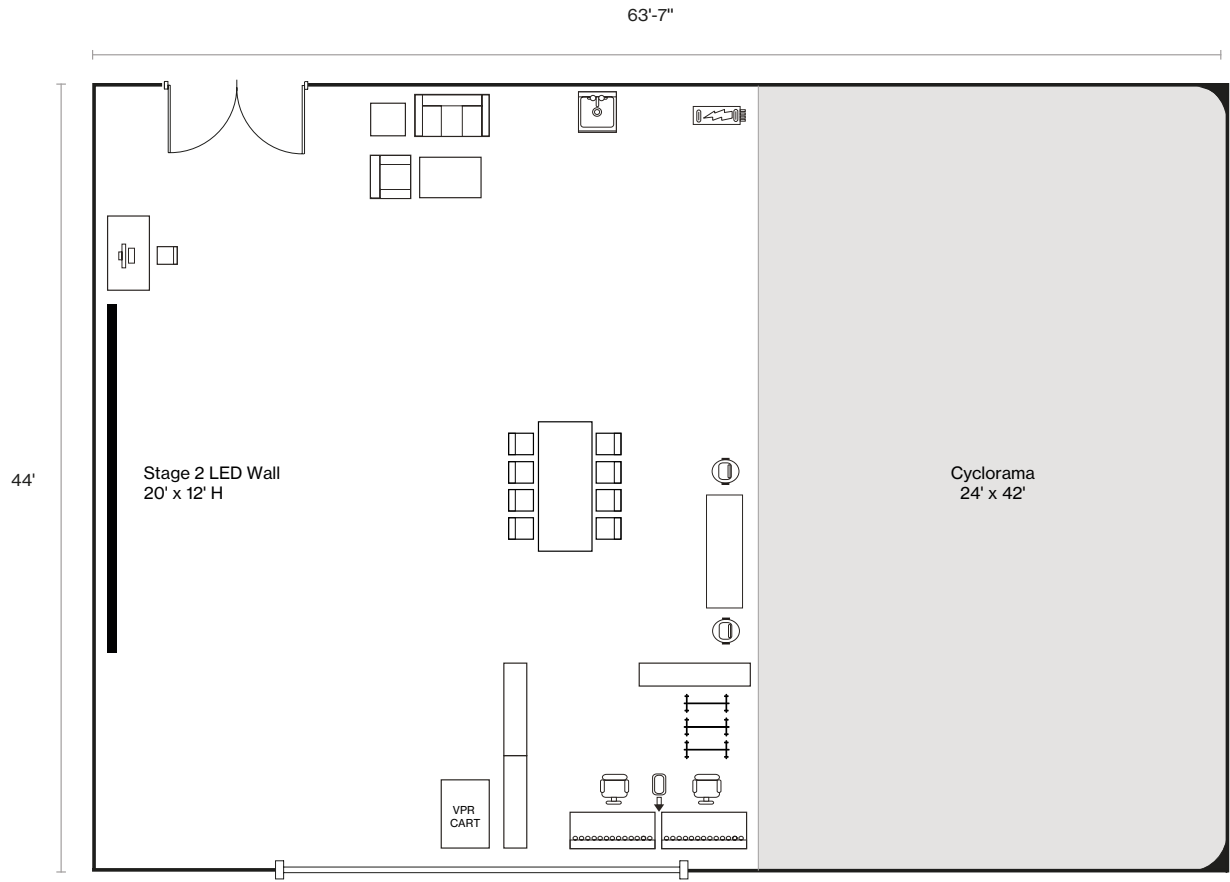 63'-7"
44'
Stage 2 LED Wall
20' x 12' H
Cyclorama
24' x 42'
VPR
CART